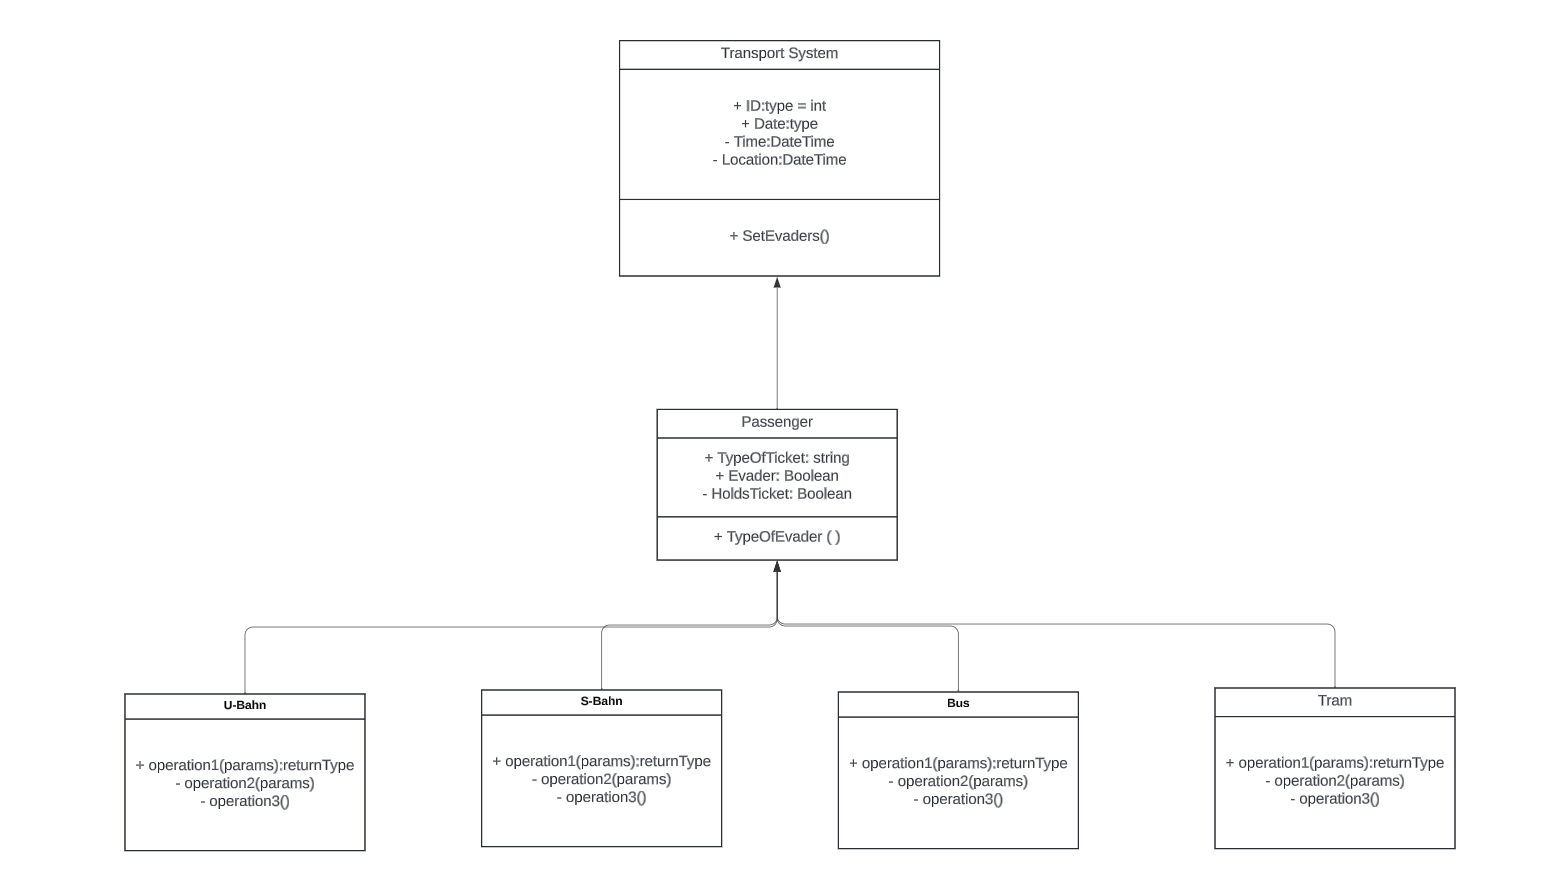 Transport System
+ ID:type = int
+ Date:type
- Time:DateTime
- Location:DateTime
+ SetEvaders()
Passenger
+ TypeOfTicket: string
+ Evader: Boolean
- HoldsTicket: Boolean
+ TypeOfEvader ( )
U-Bahn
+ operation1(params):returnType
- operation2(params)
- operation3()
S-Bahn
+ operation1(params):returnType
- operation2(params)
- operation3()
Bus
+ operation1(params):returnType
- operation2(params)
- operation3()
Tram
+ operation1(params):returnType
- operation2(params)
- operation3()